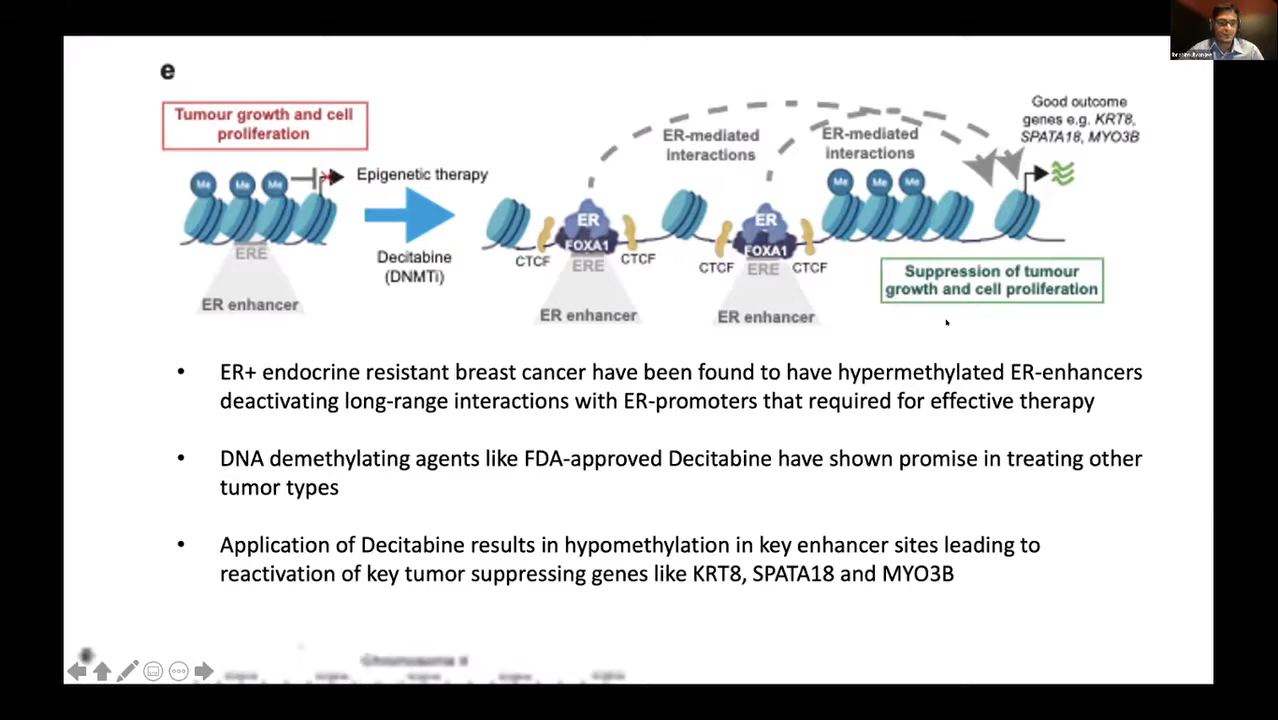 e
Tumour growth and cell
proliferation
Me Me Me
Epigenetic therapy
Decitabine
(DNMTi)
ERE
ER enhancer
ER-mediated
interactions
ER-mediated
interactions
Good outcome
genes e.g. KRT8,
SPATA18, MYO3B
Me Me Me
ER
FOXA1
ERE
CTCF
CTCF
ER enhancer
ER
FOXA1
ERE
CTCF
CTCF
ER enhancer
Suppression of tumour
growth and cell proliferation
• ER+ endocrine resistant breast cancer have been found to have hypermethylated ER-enhancers
deactivating long-range interactions with ER-promoters that required for effective therapy
• DNA demethylating agents like FDA-approved Decitabine have shown promise in treating other
tumor types
• Application of Decitabine results in hypomethylation in key enhancer sites leading to
reactivation of key tumor suppressing genes like KRT8, SPATA18 and MYO3B